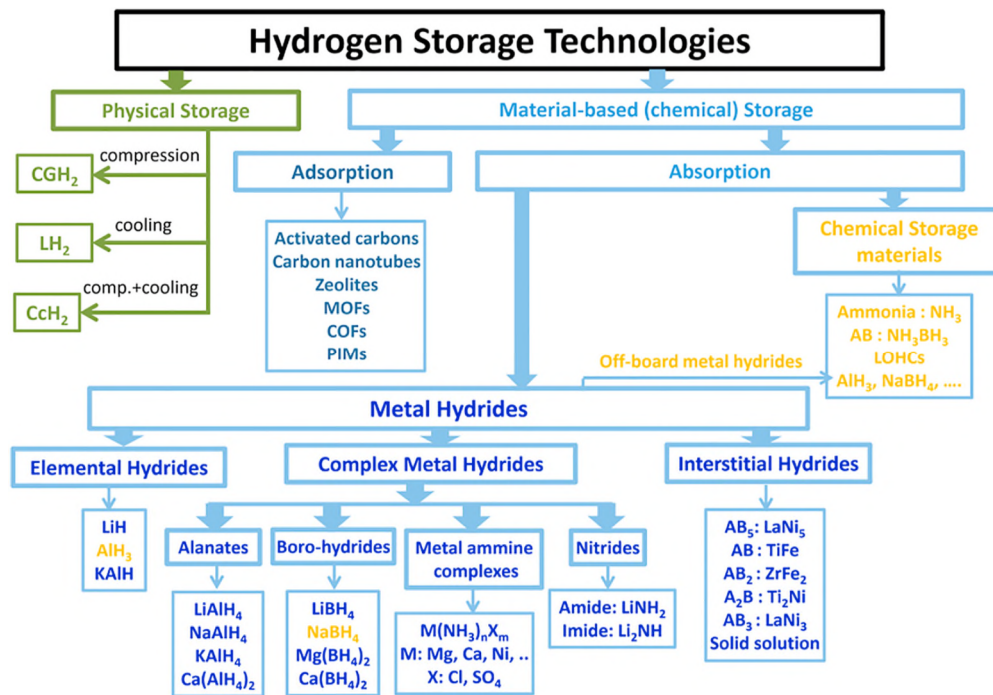 Hydrogen Storage Technologies
Physical Storage
Material-based (chemical) Storage
compression
CGH₂
cooling
LH₂
comp.+cooling
CcH₂
Adsorption
Absorption
Activated carbons
Carbon nanotubes
Zeolites
MOFs
COFs
PIMs
Chemical Storage
materials
Ammonia : NH₃
AB : NH₃BH₃
LOHCs
AlH₃, NaBH₄, ....
Off-board metal hydrides
Metal Hydrides
Elemental Hydrides
Complex Metal Hydrides
Interstitial Hydrides
LiH
AlH₃
KAlH
Alanates
Boro-hydrides
Metal ammine
complexes
Nitrides
LiAlH₄
NaAlH₄
KAlH₄
Ca(AlH₄)₂
LiBH₄
NaBH₄
Mg(BH₄)₂
Ca(BH₄)₂
M(NH₃)ₙXₘ
M: Mg, Ca, Ni, ..
X: Cl, SO₄
Amide: LiNH₂
Imide: Li₂NH
AB₅: LaNi₅
AB : TiFe
AB₂: ZrFe₂
A₂B : Ti₂Ni
AB₃: LaNi₃
Solid solution